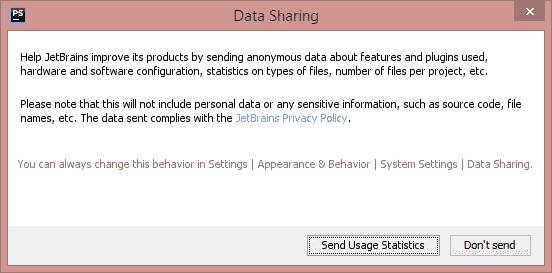 PS
Data Sharing
Help JetBrains improve its products by sending anonymous data about features and plugins used,
hardware and software configuration, statistics on types of files, number of files per project, etc.
Please note that this will not include personal data or any sensitive information, such as source code, file
names, etc. The data sent complies with the JetBrains Privacy Policy.
You can always change this behavior in Settings | Appearance & Behavior | System Settings | Data Sharing.
Send Usage Statistics Don't send